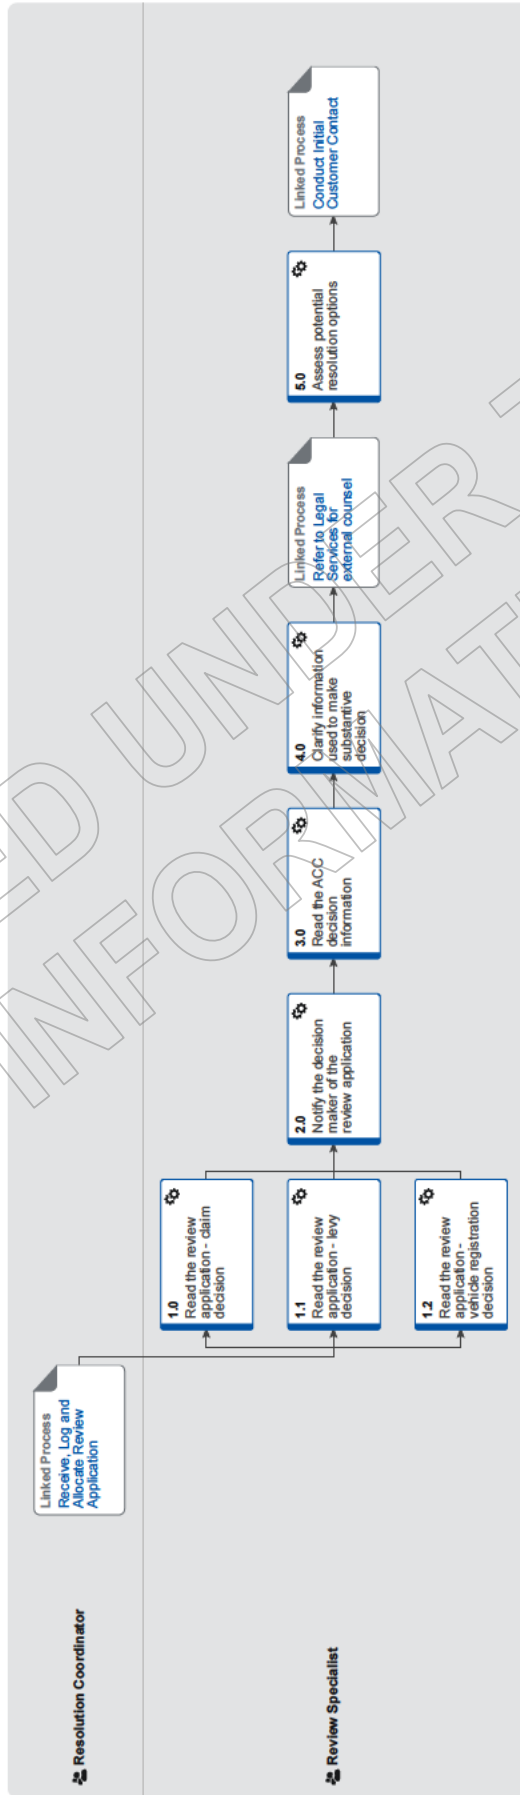 Resolution Coordinator
Linked Process
Receive, Log and
Allocate Review
Application
Review Specialist
1.0
Read the review
application - claim
decision
1.1
Read the review
application - levy
decision
1.2
Read the review
application -
vehicle registration
decision
2.0
Notify the decision
maker of the
review application
3.0
Read the ACC
decision
information
4.0
Clarify information
used to make
substantive
decision
Linked Process
Refer to Legal
Services for
external counsel
5.0
Assess potential
resolution options
Linked Process
Conduct Initial
Customer Contact
ED UNDER T
INFORMATI